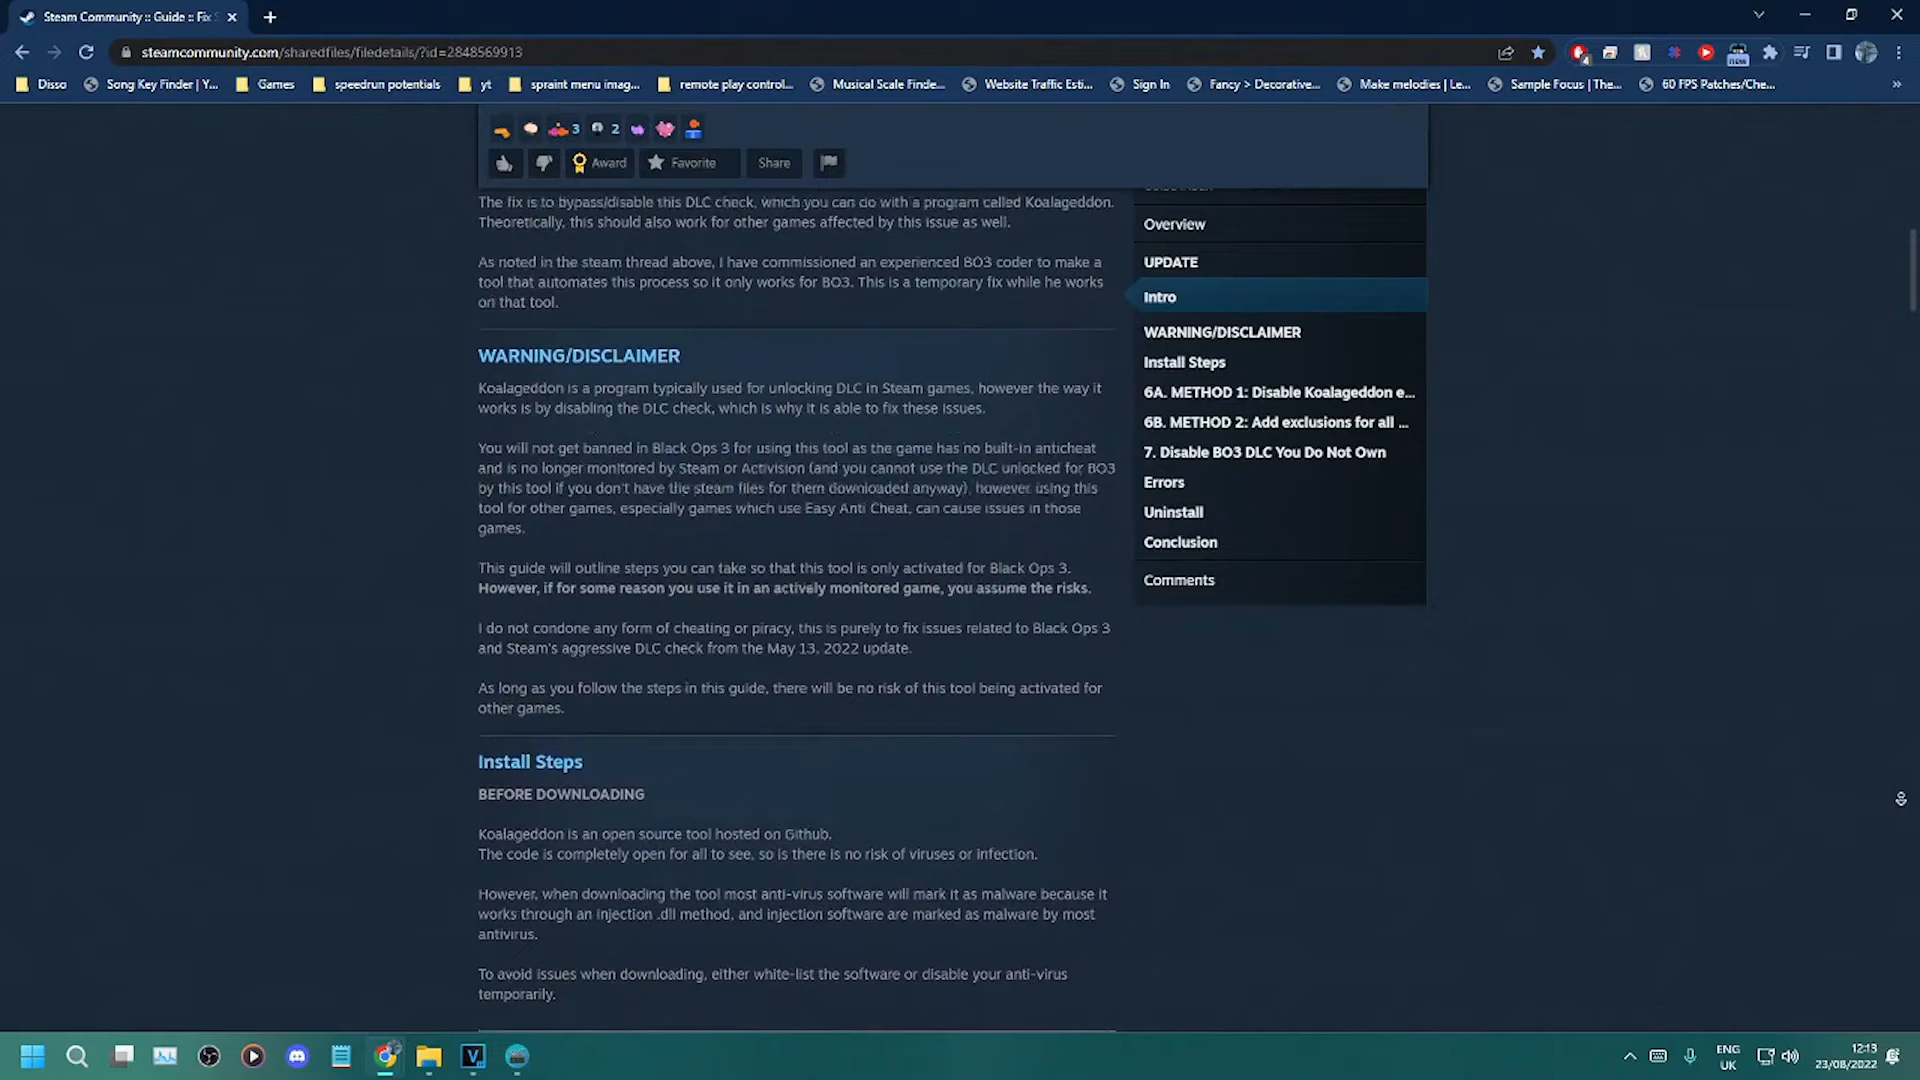 Steam Community :: Guide :: Fix S
steamcommunity.com/sharedfiles/filedetails/?id=2848569913
4
new
Disso
Song Key Finder | Y...
Games
speedrun potentials
yt
spraint menu imag...
remote play control...
Musical Scale Finde...
Website Traffic Esti...
Sign In
Fancy > Decorative...
Make melodies | Le...
Sample Focus | The...
60 FPS Patches/Che...
»
3
2
Award
Favorite
Share
The fix is to bypass/disable this DLC check, which you can do with a program called Koalageddon.
Theoretically, this should also work for other games affected by this issue as well.
As noted in the steam thread above, I have commissioned an experienced BO3 coder to make a
tool that automates this process so it only works for BO3. This is a temporary fix while he works
on that tool.
WARNING/DISCLAIMER
Koalageddon is a program typically used for unlocking DLC in Steam games, however the way it
works is by disabling the DLC check, which is why it is able to fix these issues.
You will not get banned in Black Ops 3 for using this tool as the game has no built-in anticheat
and is no longer monitored by Steam or Activision (and you cannot use the DLC unlocked for BO3
by this tool if you don't have the steam files for them downloaded anyway), however using this
tool for other games, especially games which use Easy Anti Cheat, can cause issues in those
games.
This guide will outline steps you can take so that this tool is only activated for Black Ops 3.
However, if for some reason you use it in an actively monitored game, you assume the risks.
I do not condone any form of cheating or piracy, this is purely to fix issues related to Black Ops 3
and Steam's aggressive DLC check from the May 13, 2022 update.
As long as you follow the steps in this guide, there will be no risk of this tool being activated for
other games.
Install Steps
BEFORE DOWNLOADING
Koalageddon is an open source tool hosted on Github.
The code is completely open for all to see, so is there is no risk of viruses or infection.
However, when downloading the tool most anti-virus software will mark it as malware because it
works through an injection .dll method, and injection software are marked as malware by most
antivirus.
To avoid issues when downloading, either white-list the software or disable your anti-virus
temporarily.
Overview
UPDATE
Intro
WARNING/DISCLAIMER
Install Steps
6A. METHOD 1: Disable Koalageddon e...
6B. METHOD 2: Add exclusions for all ...
7. Disable BO3 DLC You Do Not Own
Errors
Uninstall
Conclusion
Comments
ENG
UK
12:13
23/08/2022